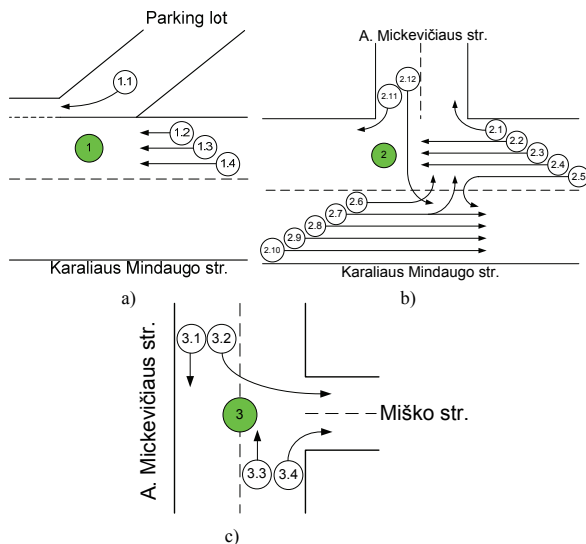 Parking lot
1.1
1.2
1.3
1.4
1
Karaliaus Mindaugo str.
a)
A. Mickevičiaus str.
2.12
2.11
2.1
2.2
2.3
2.4
2.5
2
2.6
2.7
2.8
2.9
2.10
Karaliaus Mindaugo str.
b)
A. Mickevičiaus str.
3.1
3.2
3
Miško str.
3.3
3.4
c)